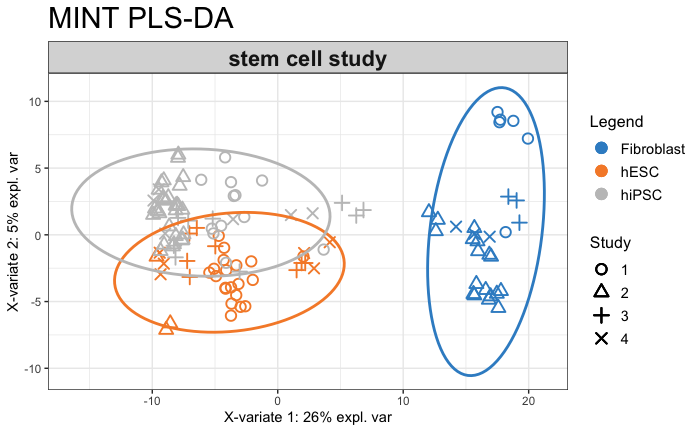 MINT PLS-DA
stem cell study
X-variate 2: 5% expl. var
10
5
0
-5
-10
-10
0
10
20
X-variate 1: 26% expl. var
Legend
Fibroblast
hESC
hiPSC
Study
1
2
3
4